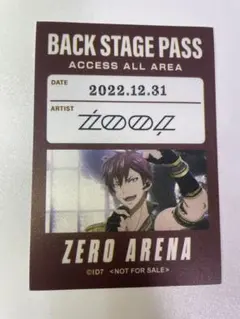 BACK STAGE PASS
ACCESS ALL AREA
DATE
2022.12.31
ARTIST
ŹOOĻ
ZERO ARENA
©ID7 <NOT FOR SALE>